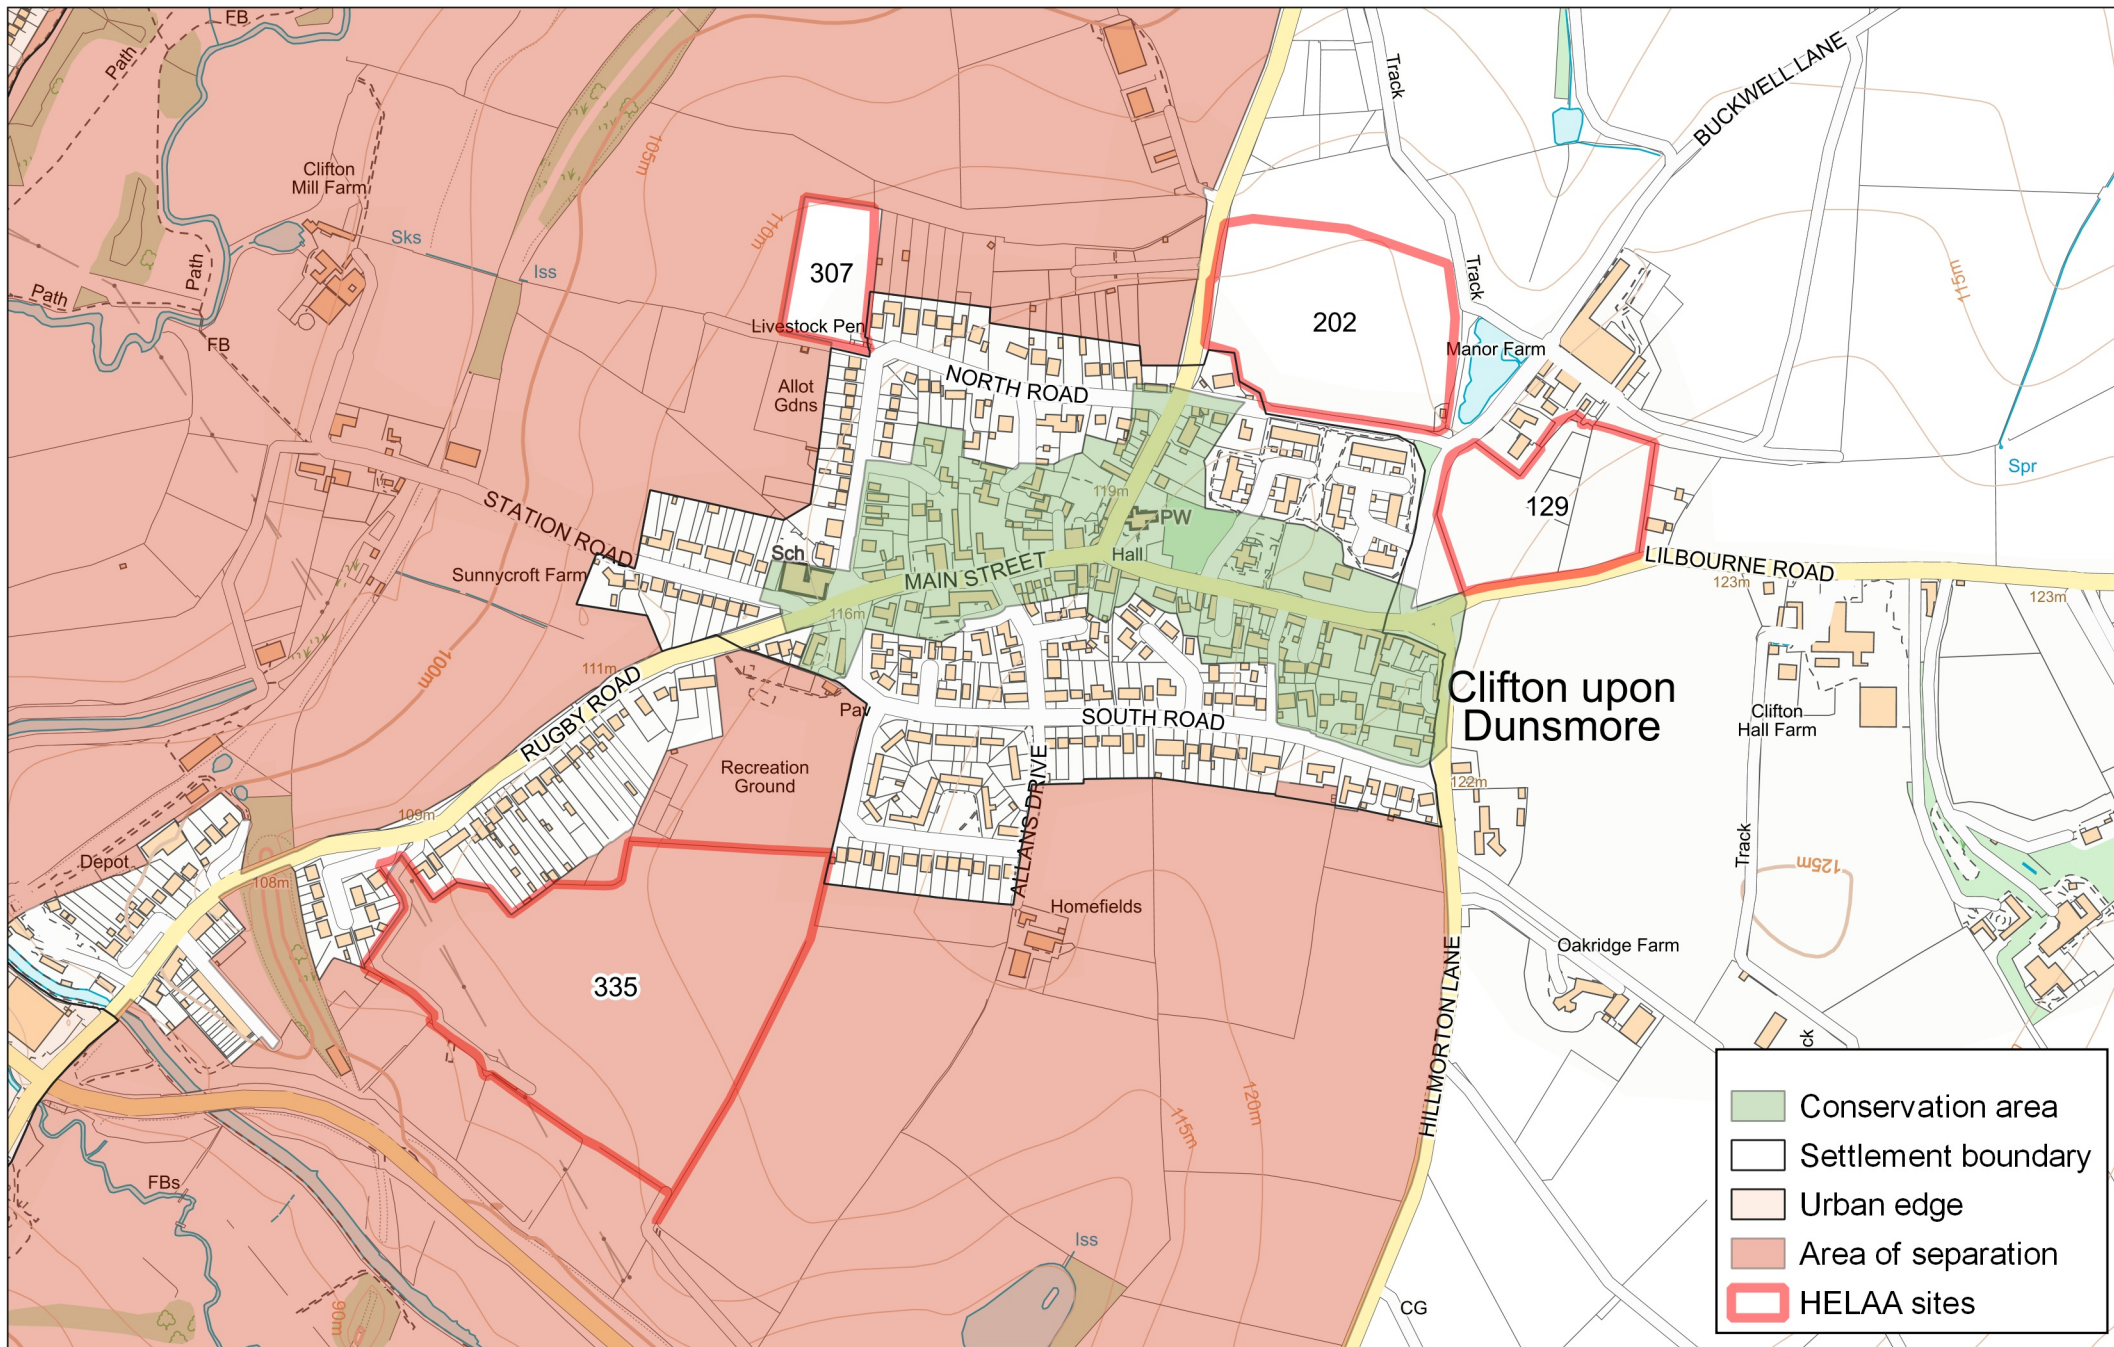 FB
Path
Track
BUCKWELL LANE
105m
Clifton
Mill Farm
110m
Sks
Iss
Path
Path
FB
307
Livestock Pen
202
Track
Manor Farm
115m
NORTH ROAD
Allot
Gdns
Spr
119m
PW
129
STATION ROAD
Sch
Hall
MAIN STREET
LILBOURNE ROAD
Sunnycroft Farm
123m
123m
116m
100m
111m
RUGBY ROAD
Pav
SOUTH ROAD
Clifton upon
Dunsmore
Clifton
Hall Farm
Recreation
Ground
ALLANS DRIVE
122m
109m
Depot
108m
Track
125m
Homefields
Oakridge Farm
335
HILLMORTON LANE
ck
120m
115m
FBs
Iss
90m
CG
Conservation area
Settlement boundary
Urban edge
Area of separation
HELAA sites